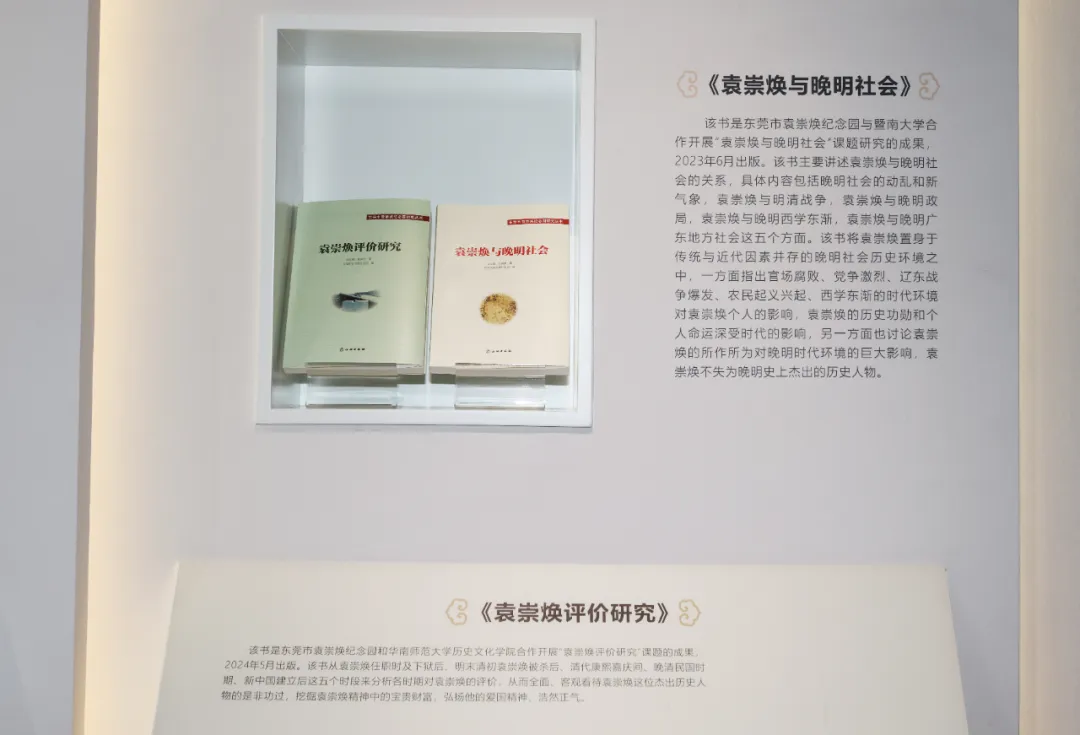 《袁崇焕与晚明社会》
该书是东莞市袁崇焕纪念园与暨南大学合
作开展“袁崇焕与晚明社会”课题研究的成果，
2023年6月出版。该书主要讲述袁崇焕与晚明社
会的关系，具体内容包括晚明社会的动乱和新
气象，袁崇焕与明清战争，袁崇焕与晚明政
局，袁崇焕与晚明西学东渐，袁崇焕与晚明广
东地方社会这五个方面。该书将袁崇焕置身于
传统与近代因素并存的晚明社会历史环境之
中，一方面指出官场腐败、党争激烈、辽东战
争爆发、农民起义兴起、西学东渐的时代环境
对袁崇焕个人的影响，袁崇焕的历史功勋和个
人命运深受时代的影响，另一方面也讨论袁崇
焕的所作所为对晚明时代环境的巨大影响，袁
崇焕不失为晚明史上杰出的历史人物。
袁崇焕评价研究
袁崇焕与晚明社会
《袁崇焕评价研究》
该书是东莞市袁崇焕纪念园和华南师范大学历史文化学院合作开展“袁崇焕评价研究”课题的成果，
2024年5月出版。该书从袁崇焕任职时及下狱后、明末清初袁崇焕被杀后、清代康熙嘉庆间、晚清民国时
期、新中国建立后这五个时段来分析各时期对袁崇焕的评价，从而全面、客观看待袁崇焕这位杰出历史人
物的是非功过，挖掘袁崇焕精神中的宝贵财富，弘扬他的爱国精神、浩然正气。